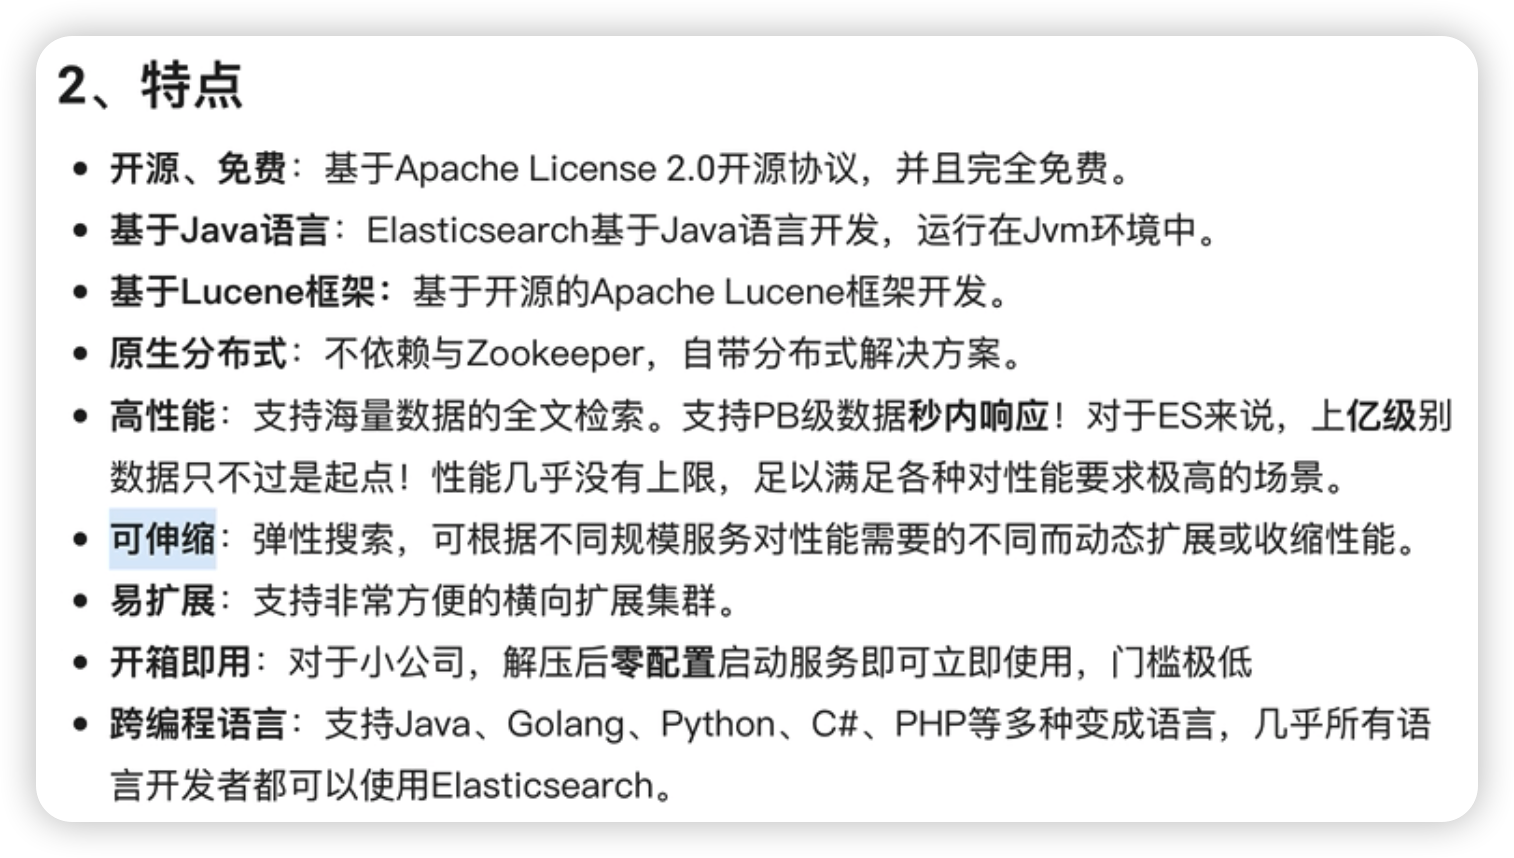 2、特点
• 开源、免费：基于Apache License 2.0开源协议，并且完全免费。
• 基于Java语言：Elasticsearch基于Java语言开发，运行在Jvm环境中。
• 基于Lucene框架：基于开源的Apache Lucene框架开发。
• 原生分布式：不依赖与Zookeeper，自带分布式解决方案。
• 高性能：支持海量数据的全文检索。支持PB级数据秒内响应！对于ES来说，上亿级别
数据只不过是起点！性能几乎没有上限，足以满足各种对性能要求极高的场景。
• 可伸缩：弹性搜索，可根据不同规模服务对性能需要的不同而动态扩展或收缩性能。
• 易扩展：支持非常方便的横向扩展集群。
• 开箱即用：对于小公司，解压后零配置启动服务即可立即使用，门槛极低
• 跨编程语言：支持Java、Golang、Python、C#、PHP等多种变成语言，几乎所有语
言开发者都可以使用Elasticsearch。